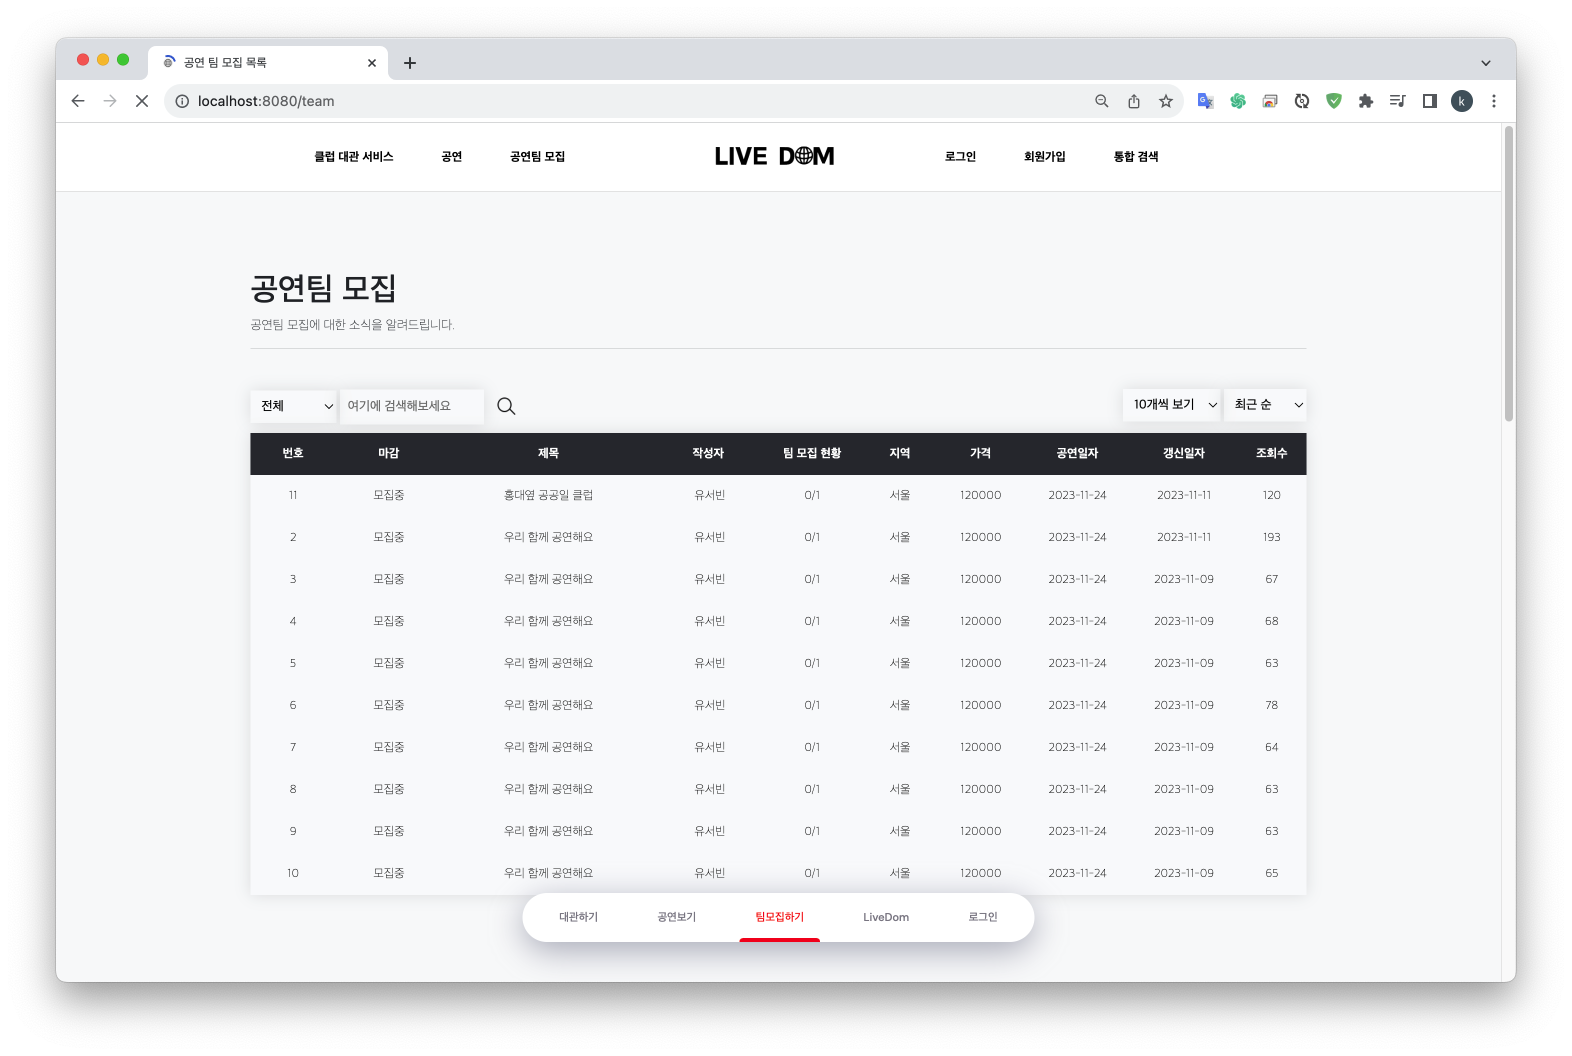 공연 팀 모집 목록
localhost:8080/team
k
클럽 대관 서비스 공연 공연팀 모집 LIVE DOM 로그인 회원가입 통합 검색
공연팀 모집
공연팀 모집에 대한 소식을 알려드립니다.
전체 여기에 검색해보세요 10개씩 보기 최근 순
번호 마감 제목 작성자 팀 모집 현황 지역 가격 공연일자 갱신일자 조회수
11 모집중 홍대옆 공공일 클럽 유서빈 0/1 서울 120000 2023-11-24 2023-11-11 120
2 모집중 우리 함께 공연해요 유서빈 0/1 서울 120000 2023-11-24 2023-11-11 193
3 모집중 우리 함께 공연해요 유서빈 0/1 서울 120000 2023-11-24 2023-11-09 67
4 모집중 우리 함께 공연해요 유서빈 0/1 서울 120000 2023-11-24 2023-11-09 68
5 모집중 우리 함께 공연해요 유서빈 0/1 서울 120000 2023-11-24 2023-11-09 63
6 모집중 우리 함께 공연해요 유서빈 0/1 서울 120000 2023-11-24 2023-11-09 78
7 모집중 우리 함께 공연해요 유서빈 0/1 서울 120000 2023-11-24 2023-11-09 64
8 모집중 우리 함께 공연해요 유서빈 0/1 서울 120000 2023-11-24 2023-11-09 63
9 모집중 우리 함께 공연해요 유서빈 0/1 서울 120000 2023-11-24 2023-11-09 63
10 모집중 우리 함께 공연해요 유서빈 0/1 서울 120000 2023-11-24 2023-11-09 65
대관하기 공연보기 팀모집하기 LiveDom 로그인